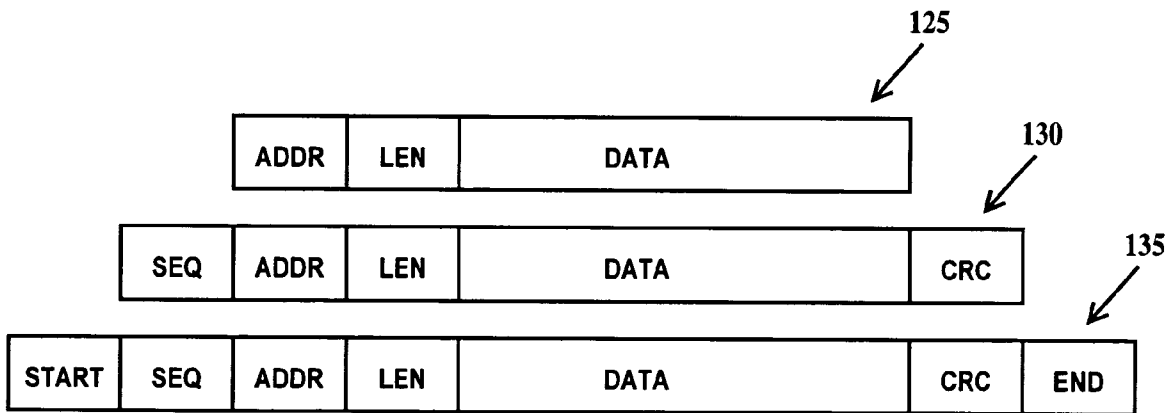 125
ADDR LEN DATA
130
SEQ ADDR LEN DATA CRC
135
START SEQ ADDR LEN DATA CRC END